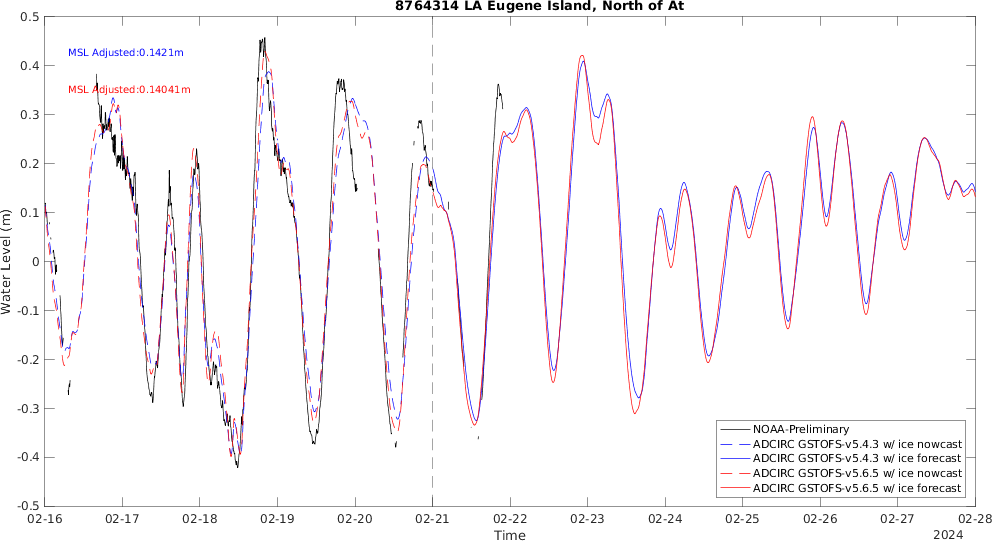 8764314 LA Eugene Island, North of At
MSL Adjusted:0.1421m
MSL Adjusted:0.14041m
Water Level (m)
0.5
0.4
0.3
0.2
0.1
0
-0.1
-0.2
-0.3
-0.4
-0.5
NOAA-Preliminary
ADCIRC GSTOFS-v5.4.3 w/ ice nowcast
ADCIRC GSTOFS-v5.4.3 w/ ice forecast
ADCIRC GSTOFS-v5.6.5 w/ ice nowcast
ADCIRC GSTOFS-v5.6.5 w/ ice forecast
02-16 02-17 02-18 02-19 02-20 02-21 02-22 02-23 02-24 02-25 02-26 02-27 02-28
Time
2024